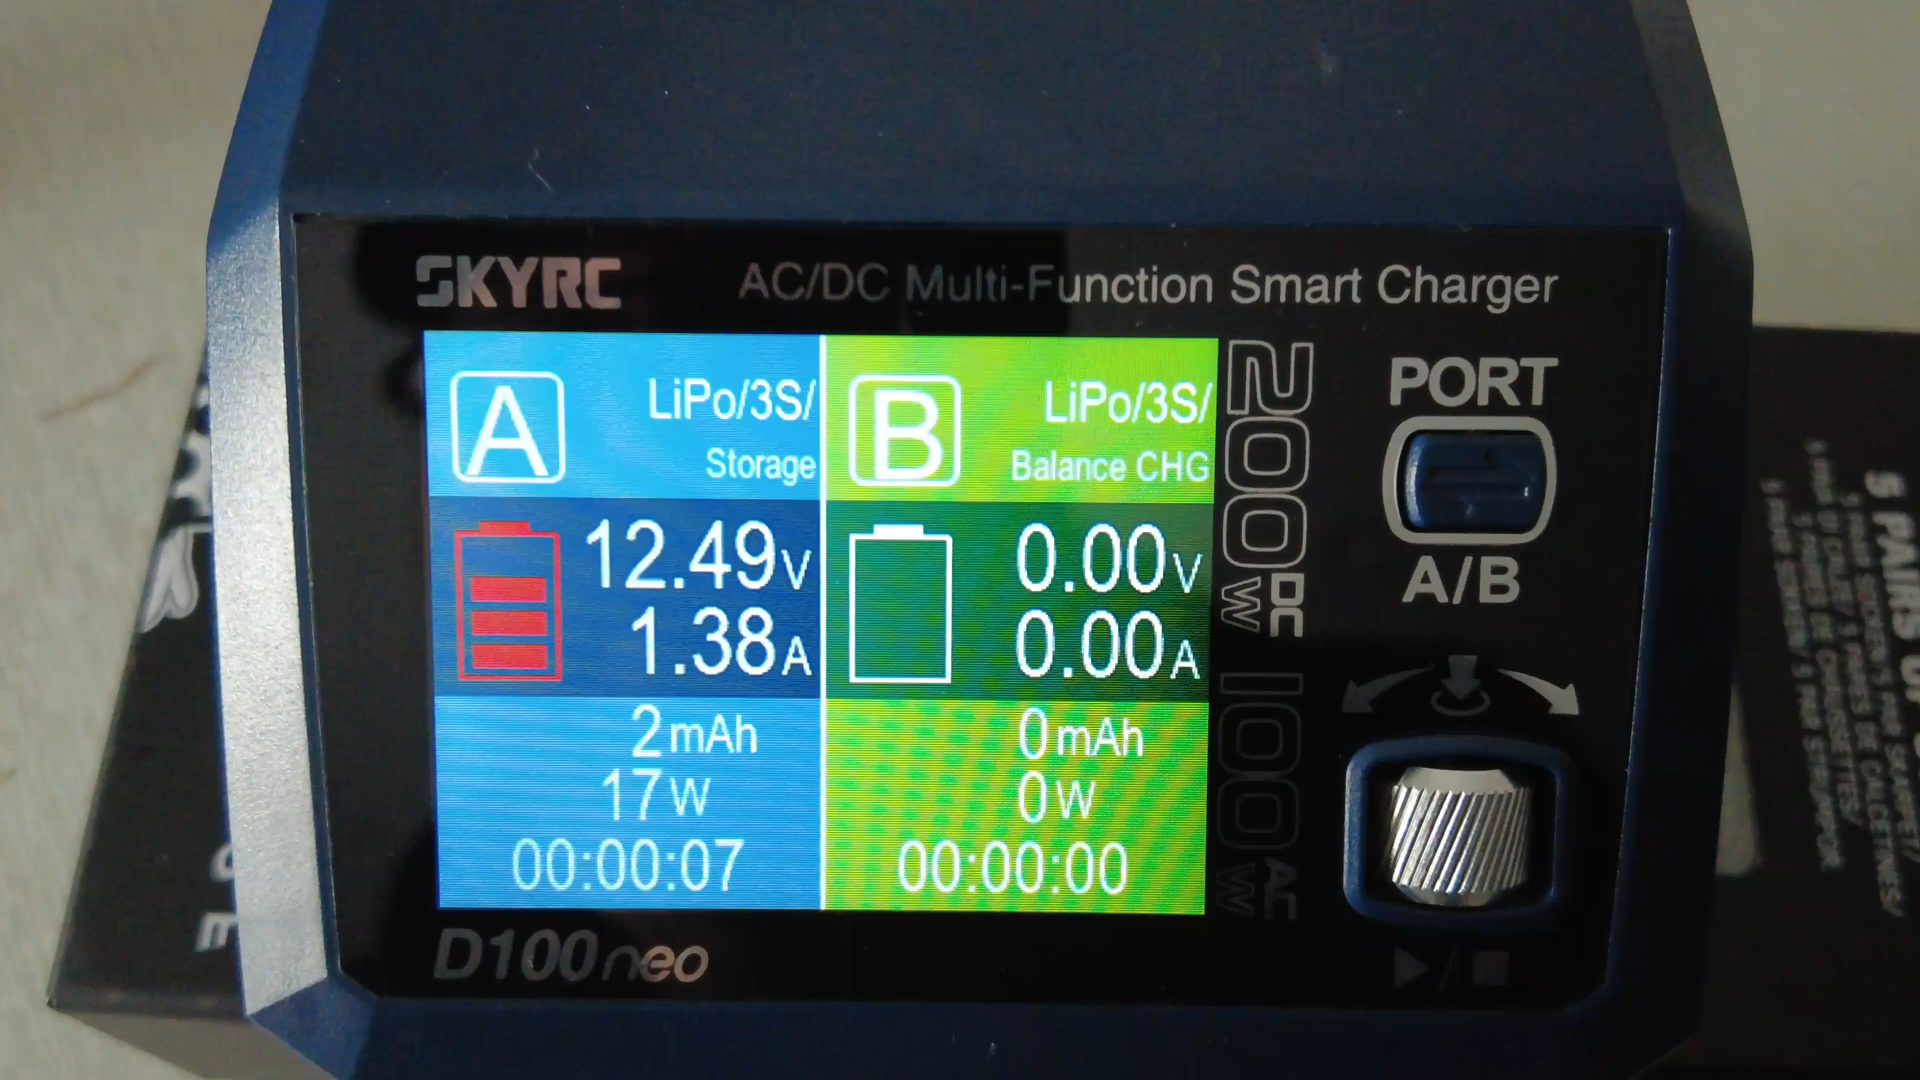 SKYRC
AC/DC Multi-Function Smart Charger
A
LiPo/3S/
Storage
12.49V
1.38A
2mAh
17W
00:00:07
B
LiPo/3S/
Balance CHG
0.00V
0.00A
0mAh
0W
00:00:00
200W DC
100W AC
PORT
A/B
D100neo
5 PAIRS OF